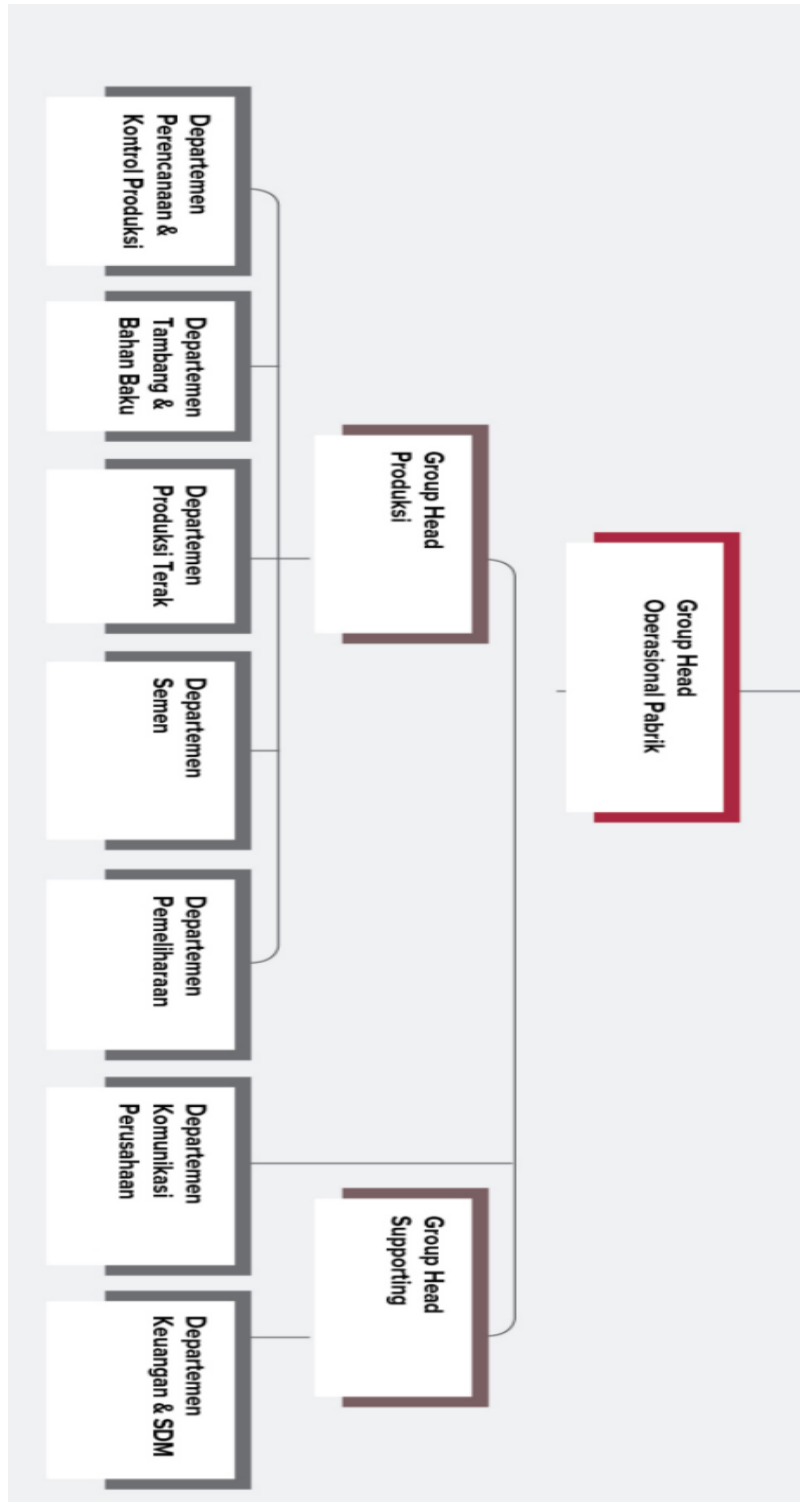 Group Head
Operasional Pabrik
Group Head
Produksi
Group Head
Supporting
Departemen
Perencanaan &
Kontrol Produksi
Departemen
Tambang &
Bahan Baku
Departemen
Produksi Terak
Departemen
Semen
Departemen
Pemeliharaan
Departemen
Komunikasi
Perusahaan
Departemen
Keuangan & SDM